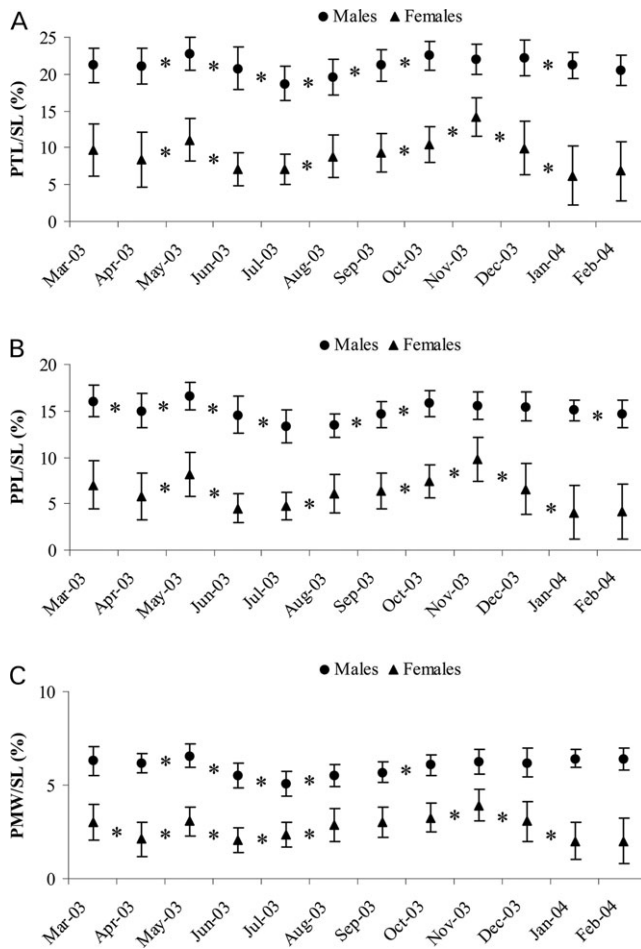 A
● Males ▲ Females
PTL/SL (%)
25
20
15
10
5
0
* * * * * * *
* * * * * * *
Mar-03 Apr-03 May-03 Jun-03 Jul-03 Aug-03 Sep-03 Oct-03 Nov-03 Dec-03 Jan-04 Feb-04
B
● Males ▲ Females
PPL/SL (%)
20
15
10
5
0
* * * * * * *
* * * * * * *
Mar-03 Apr-03 May-03 Jun-03 Jul-03 Aug-03 Sep-03 Oct-03 Nov-03 Dec-03 Jan-04 Feb-04
C
● Males ▲ Females
PMW/SL (%)
10
5
0
* * * * *
* * * * * * * *
Mar-03 Apr-03 May-03 Jun-03 Jul-03 Aug-03 Sep-03 Oct-03 Nov-03 Dec-03 Jan-04 Feb-04